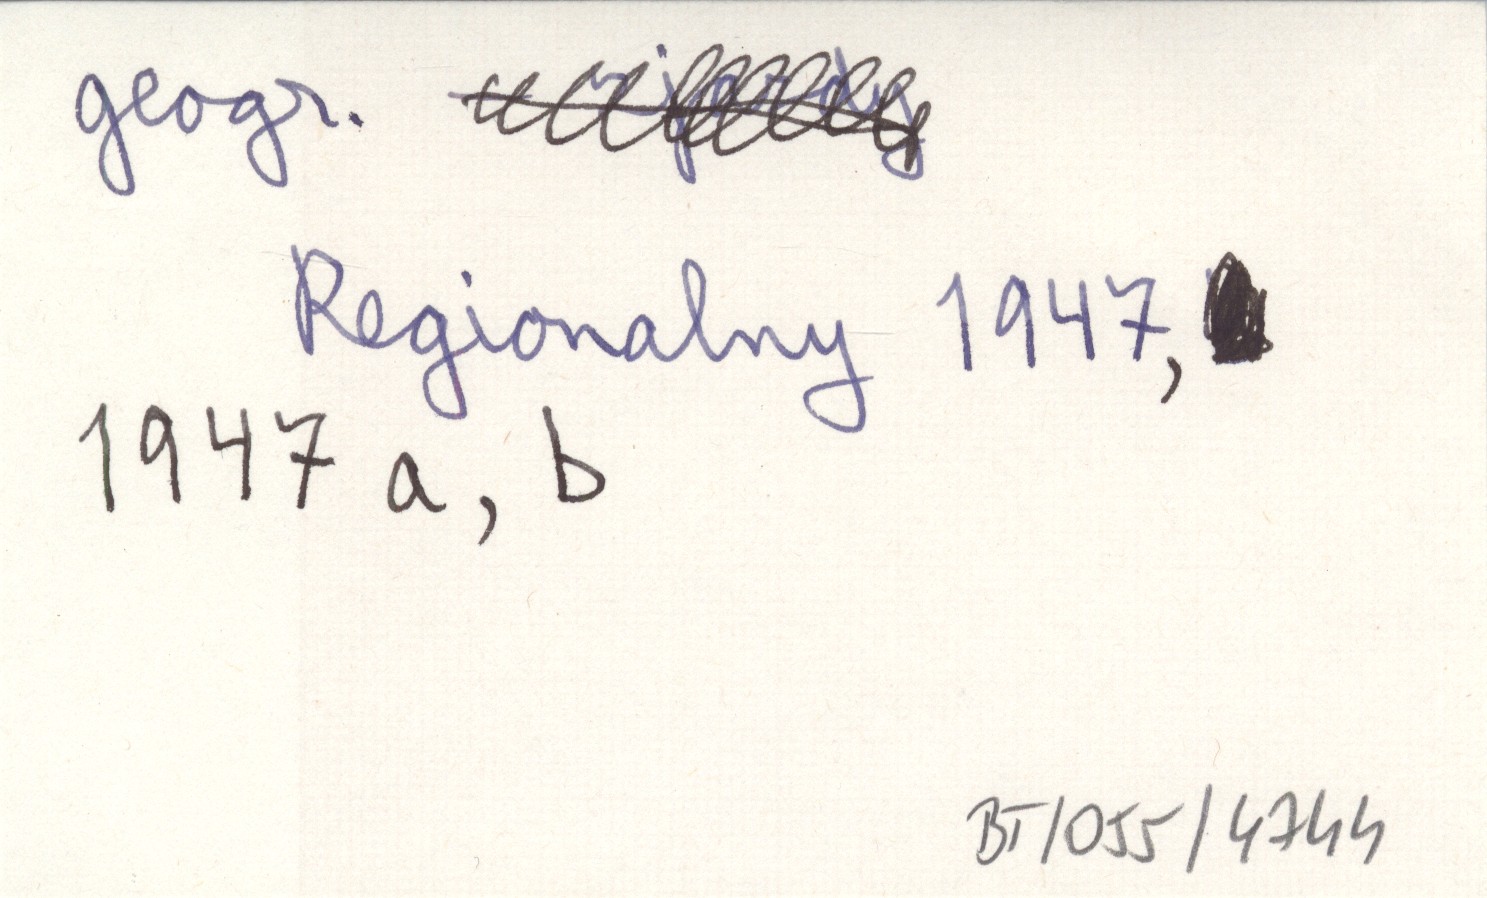 geogr.
Regionalny 1947,
1947 a, b
BT/055/4744